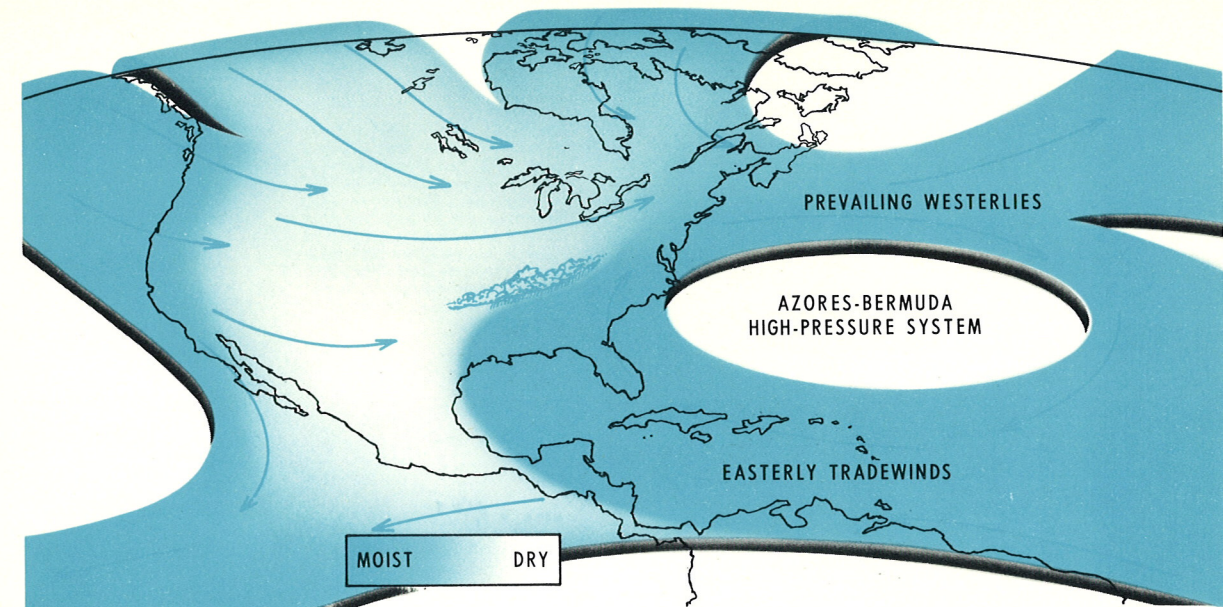 PREVAILING WESTERLIES
AZORES-BERMUDA
HIGH-PRESSURE SYSTEM
EASTERLY TRADEWINDS
MOIST DRY